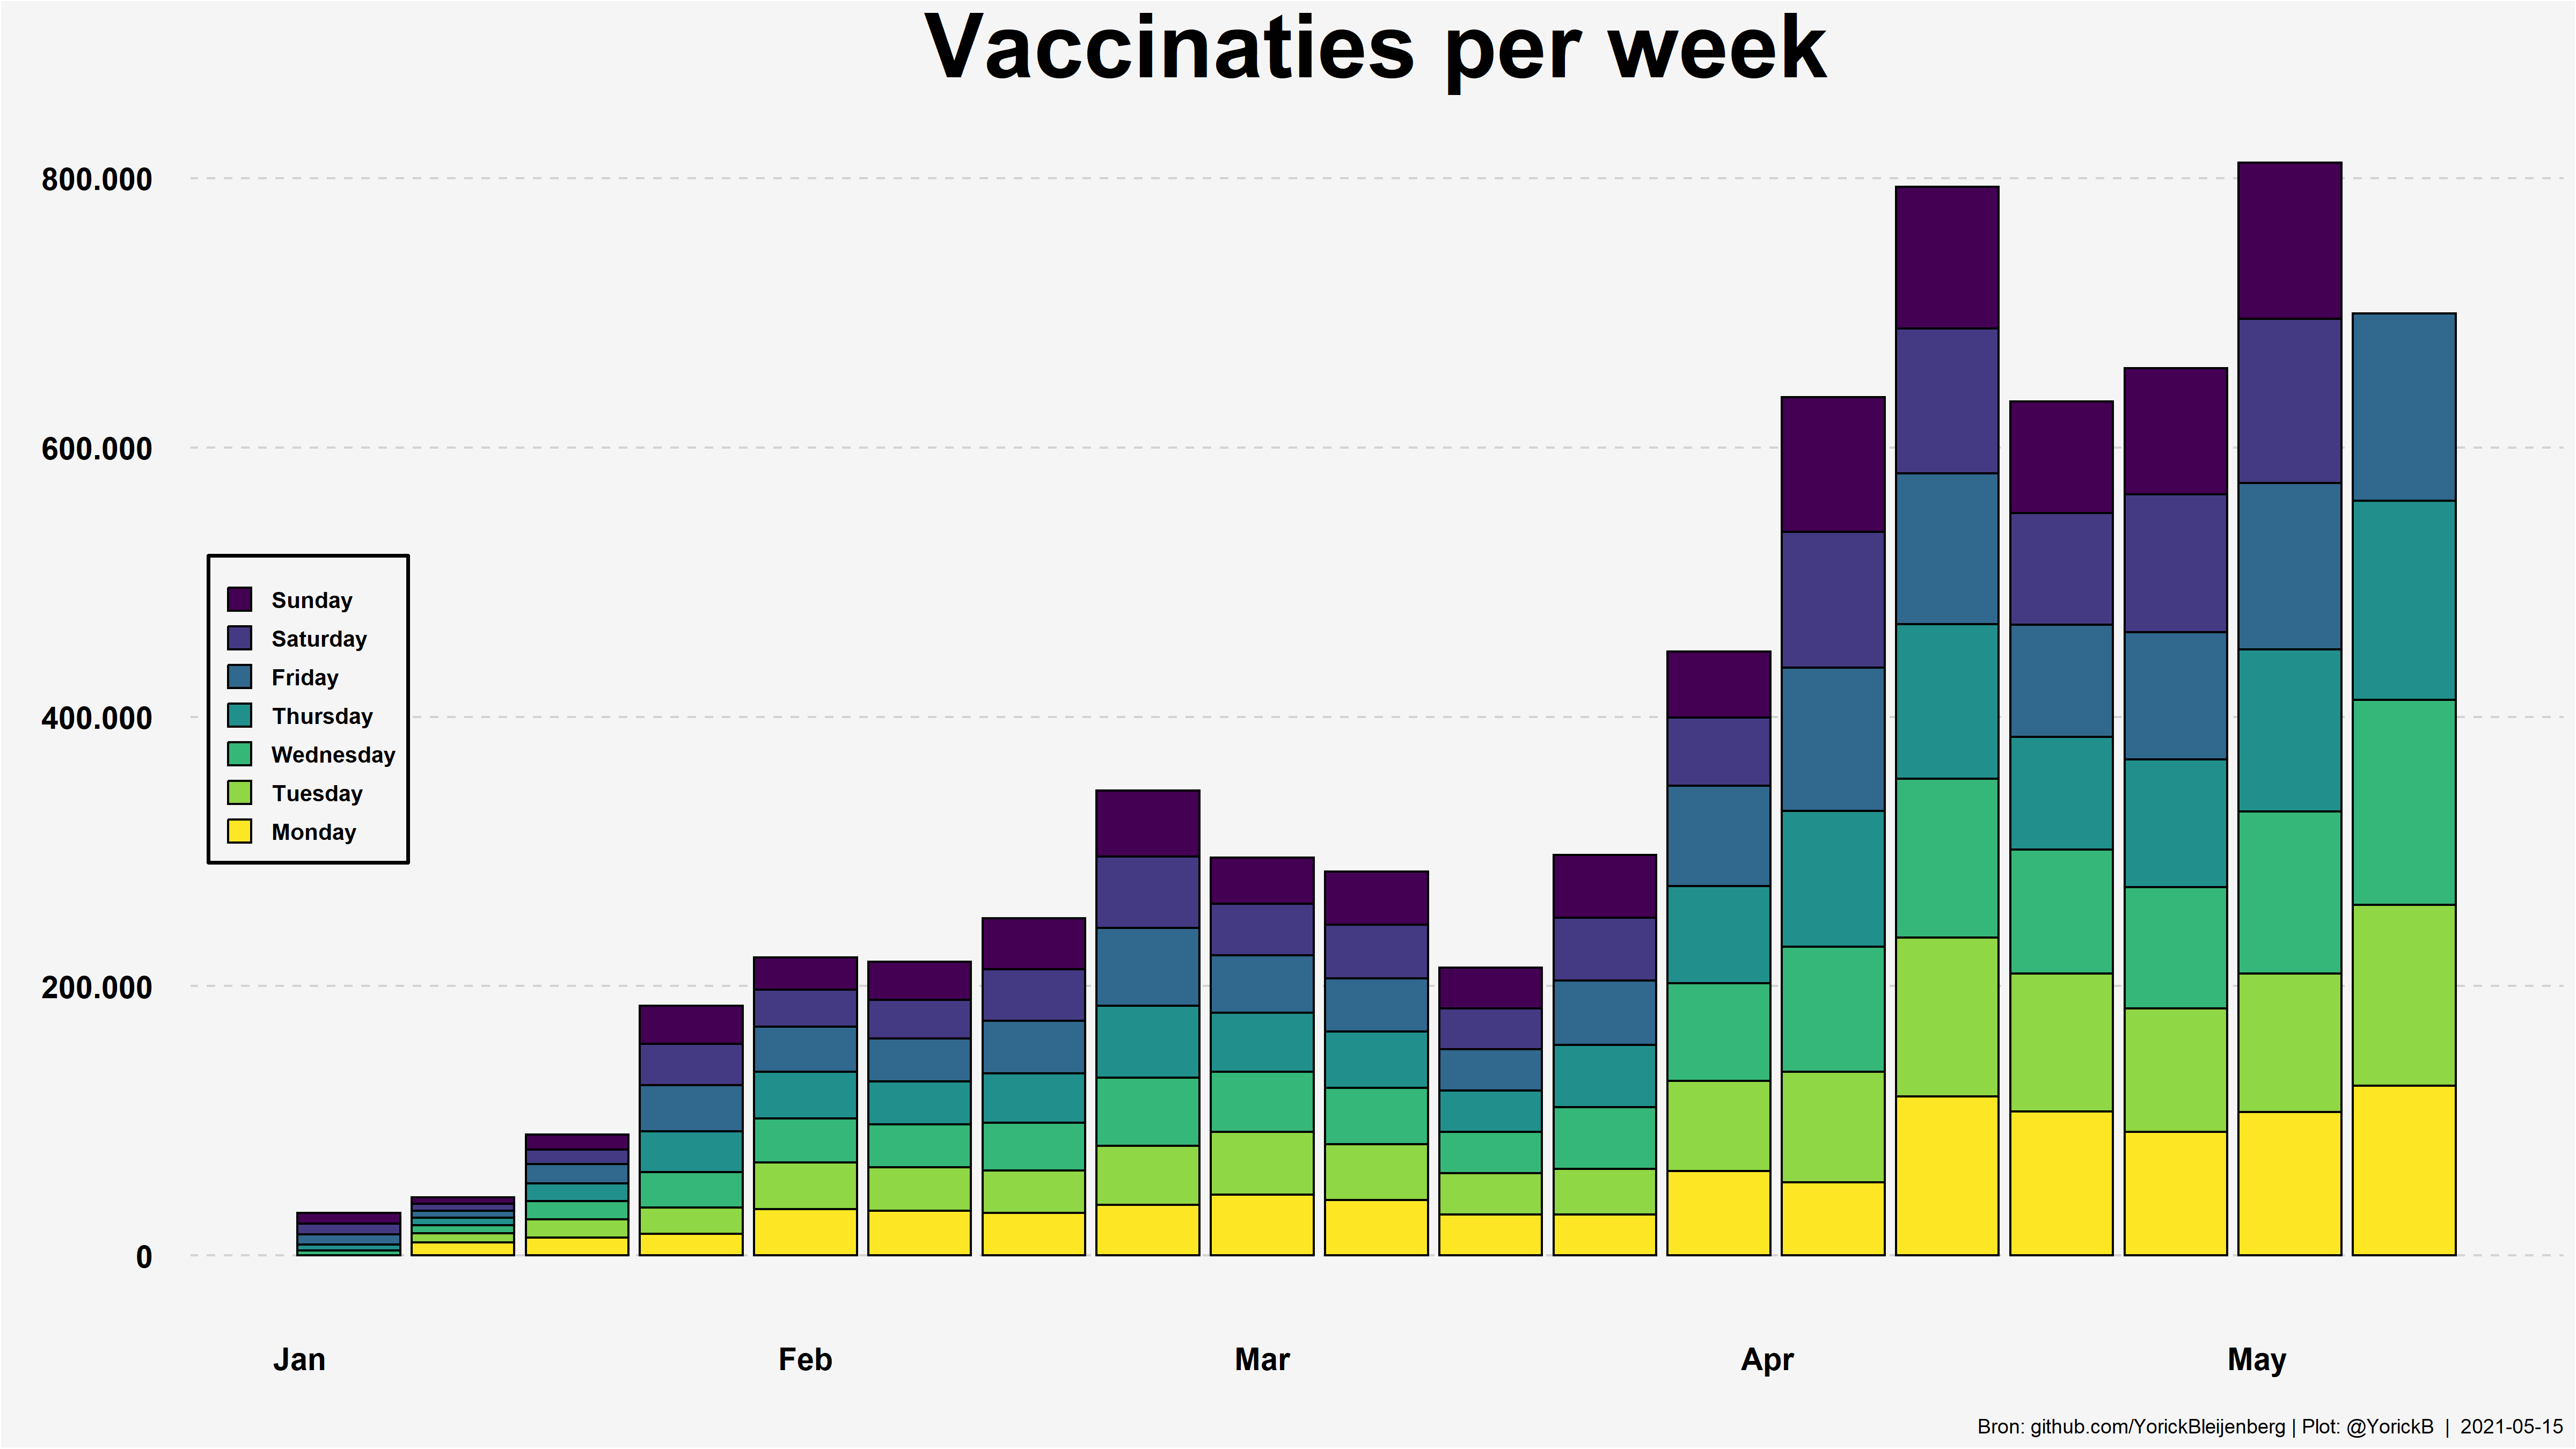 Vaccinaties per week
800.000
600.000
400.000
200.000
0
Sunday
Saturday
Friday
Thursday
Wednesday
Tuesday
Monday
Jan Feb Mar Apr May
Bron: github.com/YorickBleijenberg | Plot: @YorickB | 2021-05-15